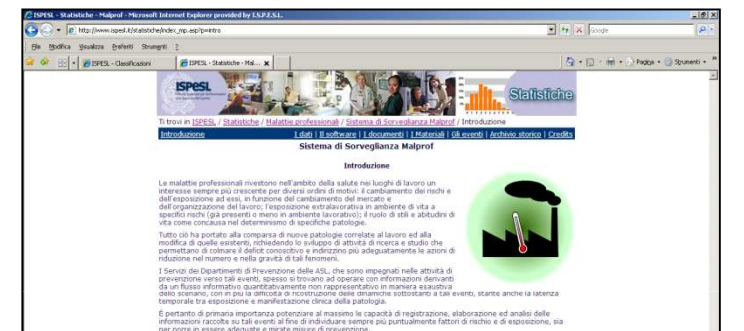 ISPESL - Statistiche - Malprof - Microsoft Internet Explorer provided by I.S.P.E.S.L.
http://www.ispesl.it/statistiche/index_mp.asp?p=intro
Google
File Modifica Visualizza Preferiti Strumenti ?
ISPESL - Classificazioni
ISPESL - Statistiche - Mal...
Pagina
Strumenti
ISPESL
Statistiche
Ti trovi in ISPESL / Statistiche / Malattie professionali / Sistema di Sorveglianza Malprof / Introduzione
Introduzione I dati | Il software | I documenti | I Materiali | Gli eventi | Archivio storico | Credits
Sistema di Sorveglianza Malprof
Introduzione
Le malattie professionali rivestono nell'ambito della salute nei luoghi di lavoro un
interesse sempre più crescente per diversi ordini di motivi: il cambiamento dei rischi e
dell'esposizione ad essi, in funzione del cambiamento del mercato e
dell'organizzazione del lavoro; l'esposizione extralavorativa in ambiente di vita a
specifici rischi (già presenti o meno in ambiente lavorativo); il ruolo di stili e abitudini di
vita come concausa nel determinismo di specifiche patologie.
Tutto ciò ha portato alla comparsa di nuove patologie correlate al lavoro ed alla
modifica di quelle esistenti, richiedendo lo sviluppo di attività di ricerca e studio che
permettano di colmare il deficit conoscitivo e indirizzino più adeguatamente le azioni di
riduzione nel numero e nella gravità di tali fenomeni.
I Servizi dei Dipartimenti di Prevenzione delle ASL, che sono impegnati nelle attività di
prevenzione verso tali eventi, spesso si trovano ad operare con informazioni derivanti
da un flusso informativo quantitativamente non rappresentativo in maniera esaustiva
dello scenario, con in più la difficoltà di ricostruzione delle dinamiche sottostanti a tali eventi, stante anche la latenza
temporale tra esposizione e manifestazione clinica della patologia.
È pertanto di primaria importanza potenziare al massimo le capacità di registrazione, elaborazione ed analisi delle
informazioni raccolte su tali eventi al fine di individuare sempre più puntualmente fattori di rischio e di esposizione, sia
per porre in essere adeguate e mirate misure di prevenzione.